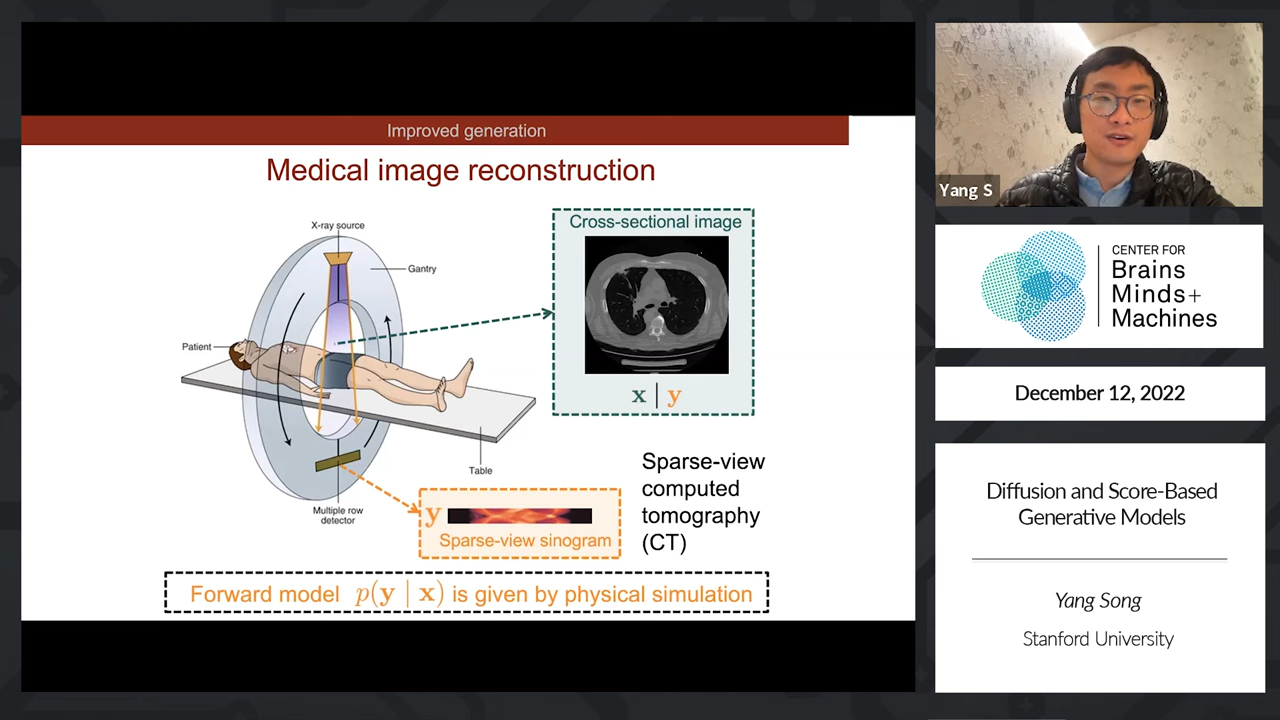 Improved generation
Medical image reconstruction
X-ray source
Gantry
Patient
Table
Multiple row
detector
Cross-sectional image
x | y
y
Sparse-view sinogram
Sparse-view
computed
tomography
(CT)
Forward model p(y | x) is given by physical simulation
Yang S
CENTER FOR
Brains
Minds+
Machines
December 12, 2022
Diffusion and Score-Based
Generative Models
Yang Song
Stanford University